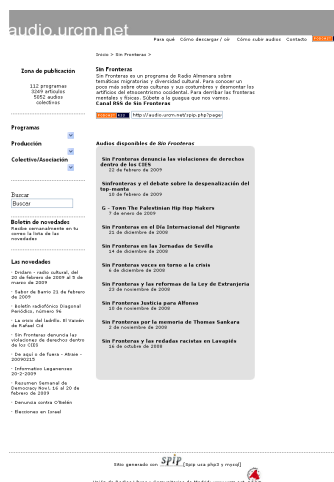 audio.urcm.net
Para qué Cómo descargar / oir Cómo subir audios Contacto
Inicio > Sin Fronteras >
Zona de publicación
112 programas
3249 artículos
5852 audios
colectivos
Programas
Producción
Colectivo/Asociación
Buscar
Buscar
Boletín de novedades
Recibe semanalmente en tu
correo la lista de las
novedades
Las novedades
· Dridam - radio cultural, del
20 de febrero de 2009 al 5 de
marzo de 2009
· Sabor de Barrio 21 de febrero
de 2009
· Boletín radiofónico Diagonal
Periódico, número 96
· La crisis del ladrillo. El Vaivén
de Rafael Cid
· Sin Fronteras denuncia las
violaciones de derechos dentro
de los CIES
· De aquí o de fuera - Atraie -
20090215
· Informativo Leganenses
20-2-2009
· Resumen Semanal de
Democracy Now!, 16 al 20 de
febrero de 2009
· Denuncia contra O'Belén
· Elecciones en Israel
Sin Fronteras
Sin Fronteras es un programa de Radio Almenara sobre
temáticas migratorias y diversidad cultural. Para conocer un
poco más sobre otras culturas y sus costumbres y desmontar los
artificios del etnocentrismo occidental. Para derribar las fronteras
mentales y físicas. Súbete a la guagua que nos vamos.
Canal RSS de Sin Fronteras
http://audio.urcm.net/spip.php?page
Audios disponibles de Sin Fronteras
Sin Fronteras denuncia las violaciones de derechos
dentro de los CIES
22 de febrero de 2009
Sinfronteras y el debate sobre la despenalización del
top-manta
10 de febrero de 2009
G - Town The Palestinian Hip Hop Makers
7 de enero de 2009
Sin Fronteras en el Día Internacional del Migrante
21 de diciembre de 2008
Sin Fronteras en las Jornadas de Sevilla
14 de diciembre de 2008
Sin Fronteras voces en torno a la crisis
6 de diciembre de 2008
Sin Fronteras y las reformas de la Ley de Extranjería
23 de noviembre de 2008
Sin Fronteras Justicia para Alfonso
10 de noviembre de 2008
Sin Fronteras por la memoria de Thomas Sankara
2 de noviembre de 2008
Sin Fronteras y las redadas racistas en Lavapiés
16 de octubre de 2008
Sitio generado con spip [Spip usa php3 y mysql]